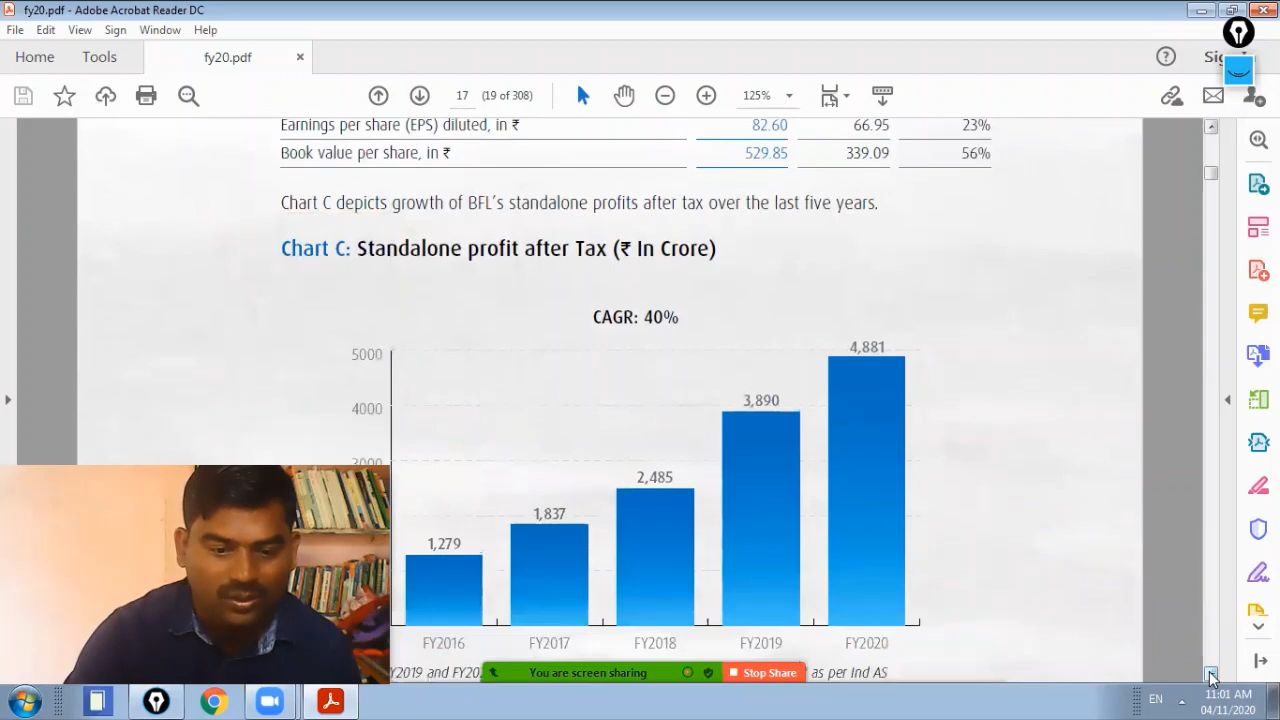 fy20.pdf - Adobe Acrobat Reader DC
File Edit View Sign Window Help
Home Tools fy20.pdf ×
17 (19 of 308) 125%
Earnings per share (EPS) diluted, in ₹ 82.60 66.95 23%
Book value per share, in ₹ 529.85 339.09 56%
Chart C depicts growth of BFL's standalone profits after tax over the last five years.
Chart C: Standalone profit after Tax (₹ In Crore)
CAGR: 40%
5000
4,881
4000
3,890
3000
2,485
1,837
1,279
FY2016 FY2017 FY2018 FY2019 FY2020
You are screen sharing Stop Share as per Ind AS
EN 11:01 AM
04/11/2020